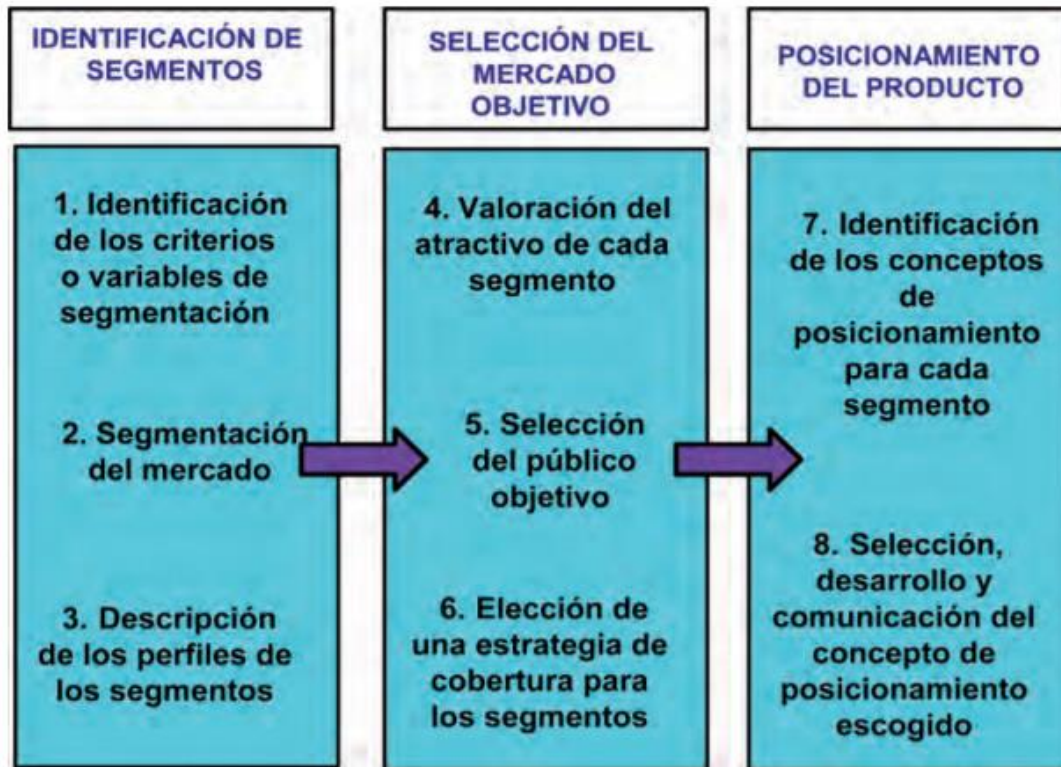 IDENTIFICACIÓN DE
SEGMENTOS
1. Identificación
de los criterios
o variables de
segmentación
2. Segmentación
del mercado
3. Descripción
de los perfiles de
los segmentos
SELECCIÓN DEL
MERCADO
OBJETIVO
4. Valoración del
atractivo de cada
segmento
5. Selección
del público
objetivo
6. Elección de
una estrategia de
cobertura para
los segmentos
POSICIONAMIENTO
DEL PRODUCTO
7. Identificación
de los conceptos
de
posicionamiento
para cada
segmento
8. Selección,
desarrollo y
comunicación del
concepto de
posicionamiento
escogido